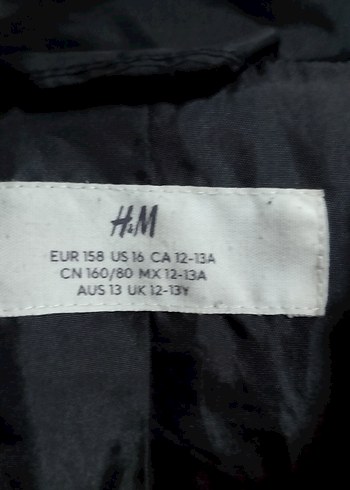 H&M
EUR 158 US 16 CA 12-13A
CN 160/80 MX 12-13A
AUS 13 UK 12-13Y